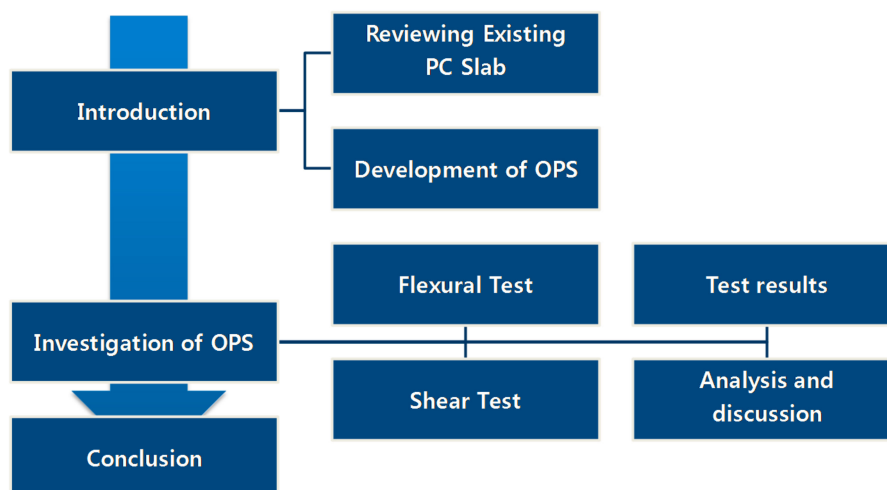 Introduction
Reviewing Existing
PC Slab
Development of OPS
Investigation of OPS
Flexural Test
Shear Test
Test results
Analysis and
discussion
Conclusion